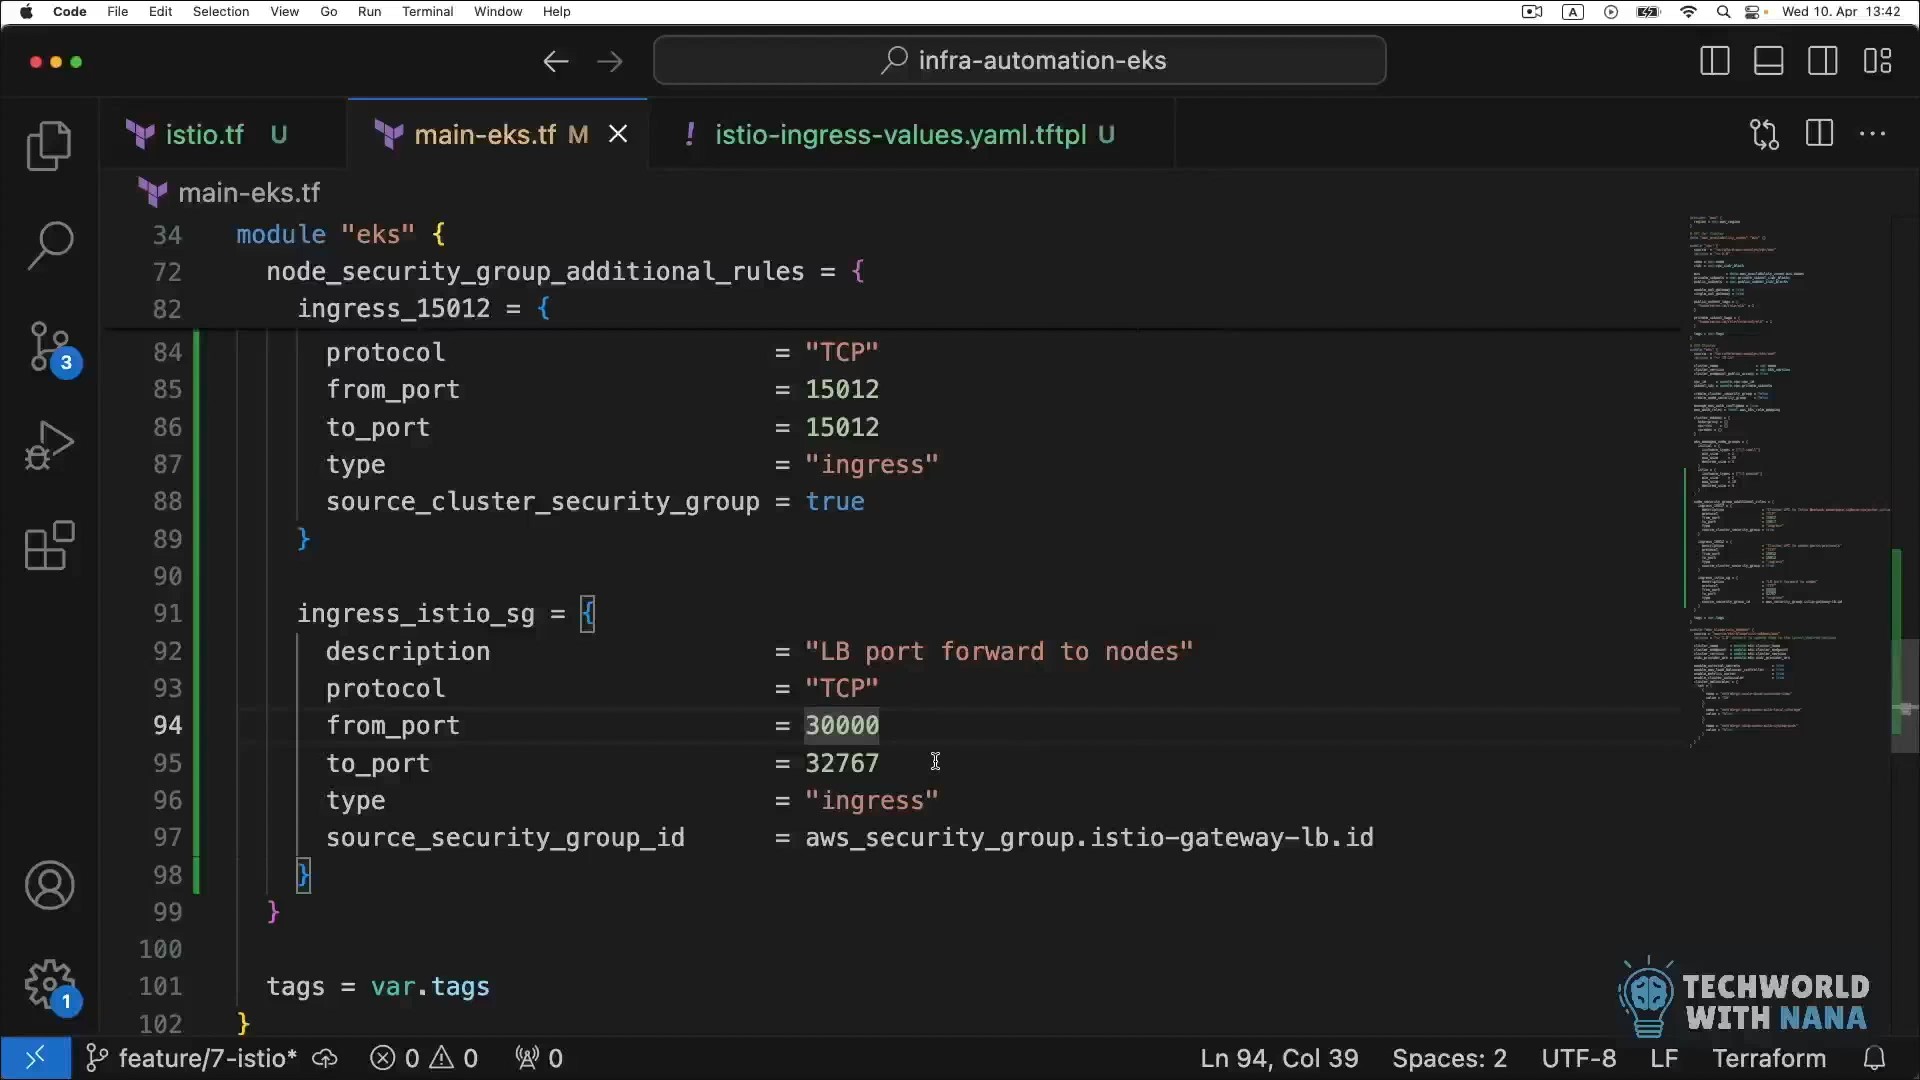 Code File Edit Selection View Go Run Terminal Window Help A Wed 10. Apr 13:42
infra-automation-eks
istio.tf U main-eks.tf M istio-ingress-values.yaml.tftpl U
main-eks.tf
34 module "eks" {
72 node_security_group_additional_rules = {
82 ingress_15012 = {
84 protocol = "TCP"
85 from_port = 15012
86 to_port = 15012
87 type = "ingress"
88 source_cluster_security_group = true
89 }
90
91 ingress_istio_sg = {
92 description = "LB port forward to nodes"
93 protocol = "TCP"
94 from_port = 30000
95 to_port = 32767
96 type = "ingress"
97 source_security_group_id = aws_security_group.istio-gateway-lb.id
98 }
99 }
100
101 tags = var.tags
102 }
3
1
TECHWORLD
WITH NANA
feature/7-istio* 0 0 0 Ln 94, Col 39 Spaces: 2 UTF-8 LF Terraform